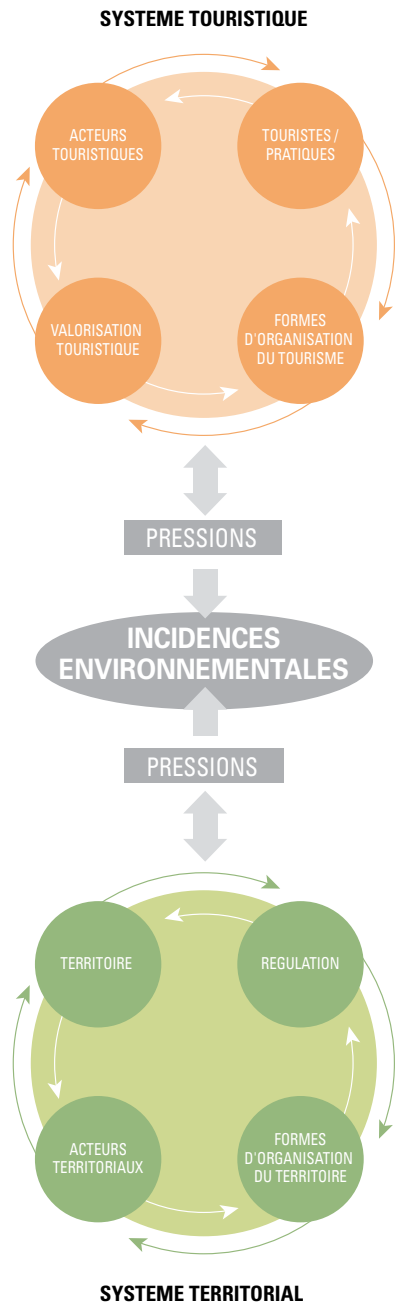 SYSTEME TOURISTIQUE
ACTEURS
TOURISTIQUES
TOURISTES /
PRATIQUES
VALORISATION
TOURISTIQUE
FORMES
D'ORGANISATION
DU TOURISME
PRESSIONS
INCIDENCES
ENVIRONNEMENTALES
PRESSIONS
TERRITOIRE
REGULATION
ACTEURS
TERRITORIAUX
FORMES
D'ORGANISATION
DU TERRITOIRE
SYSTEME TERRITORIAL